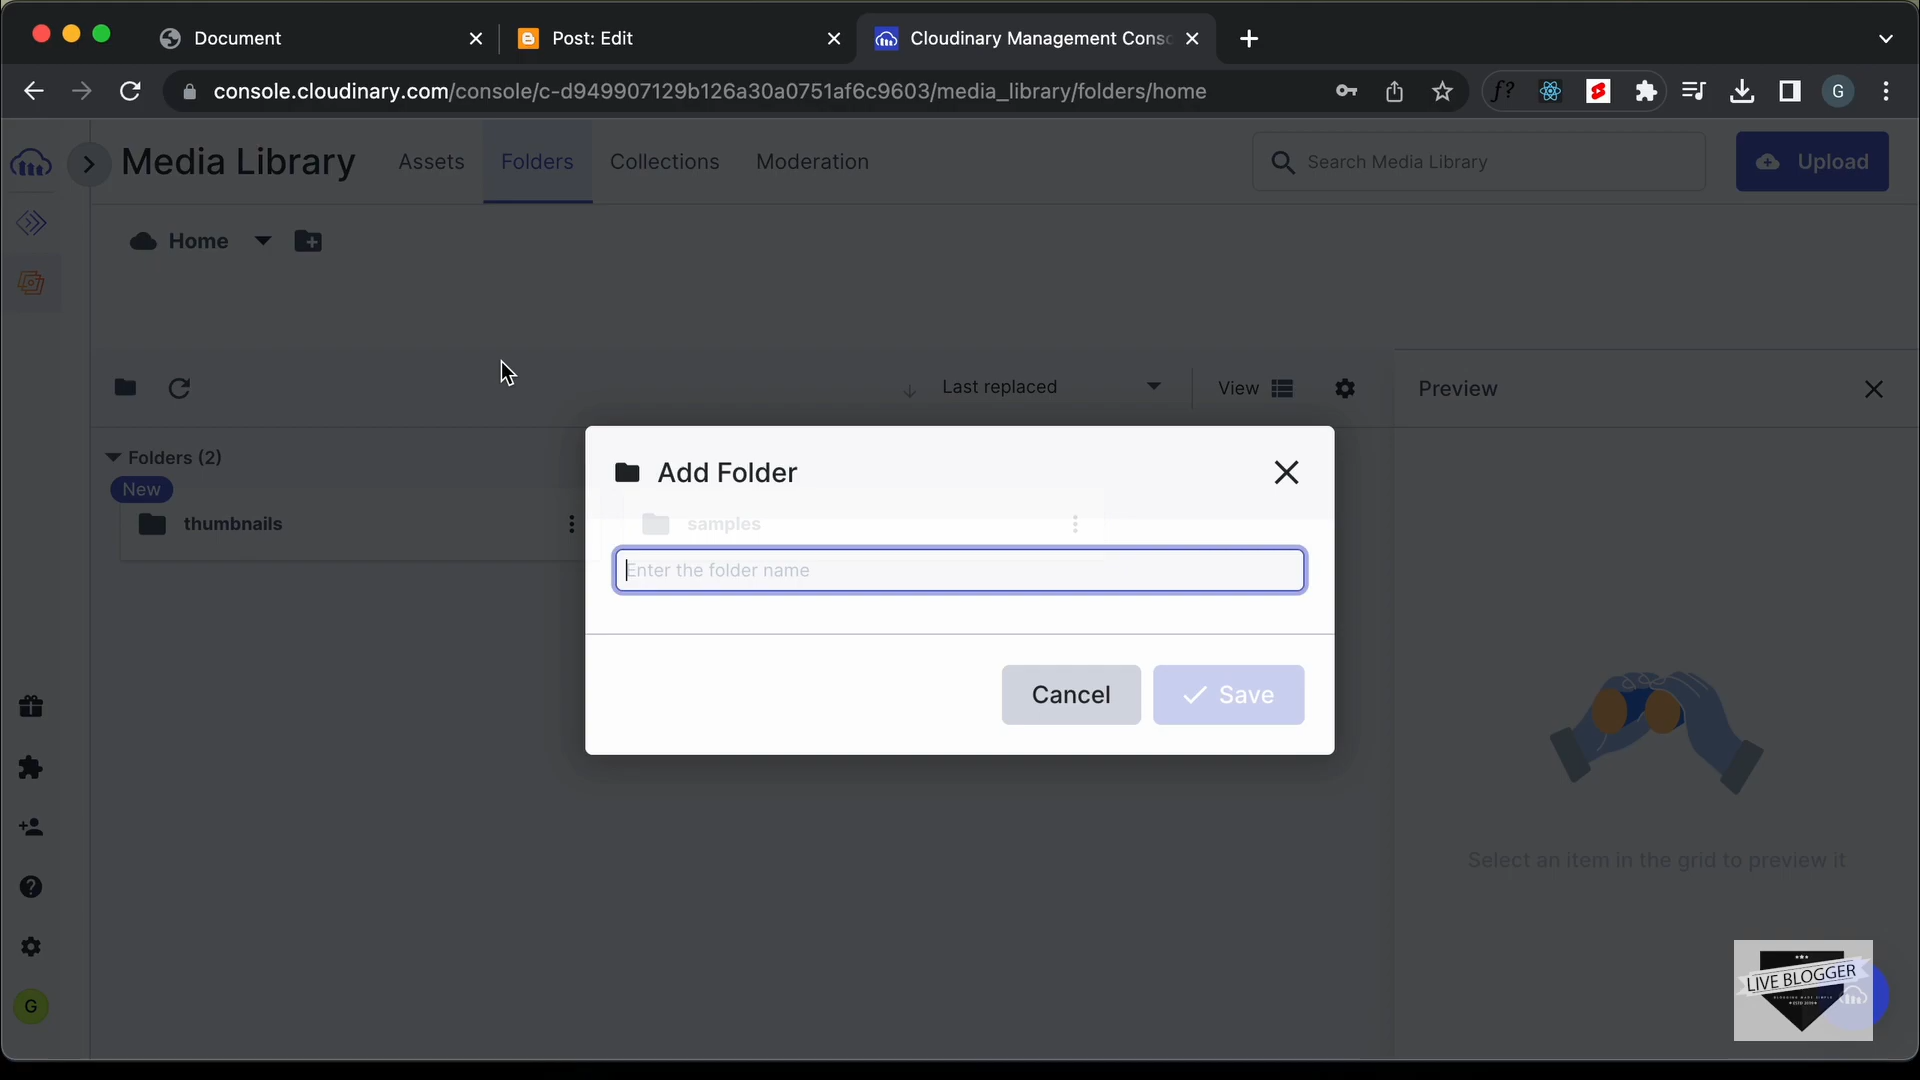 Document
Post: Edit
Cloudinary Management Conso
console.cloudinary.com/console/c-d949907129b126a30a0751af6c9603/media_library/folders/home
f?
G
Media Library
Assets
Folders
Collections
Moderation
Search Media Library
Upload
Home
Last replaced
View
Preview
Folders (2)
New
thumbnails
samples
Add Folder
Enter the folder name
Cancel
Save
Select an item in the grid to preview it
G
LIVE BLOGGER